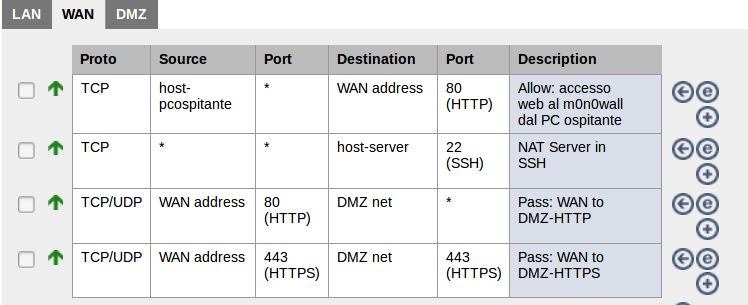 LAN WAN DMZ
Proto Source Port Destination Port Description
TCP host-pcospitante * WAN address 80 (HTTP) Allow: accesso web al m0n0wall dal PC ospitante
TCP * * host-server 22 (SSH) NAT Server in SSH
TCP/UDP WAN address 80 (HTTP) DMZ net * Pass: WAN to DMZ-HTTP
TCP/UDP WAN address 443 (HTTPS) DMZ net 443 (HTTPS) Pass: WAN to DMZ-HTTPS